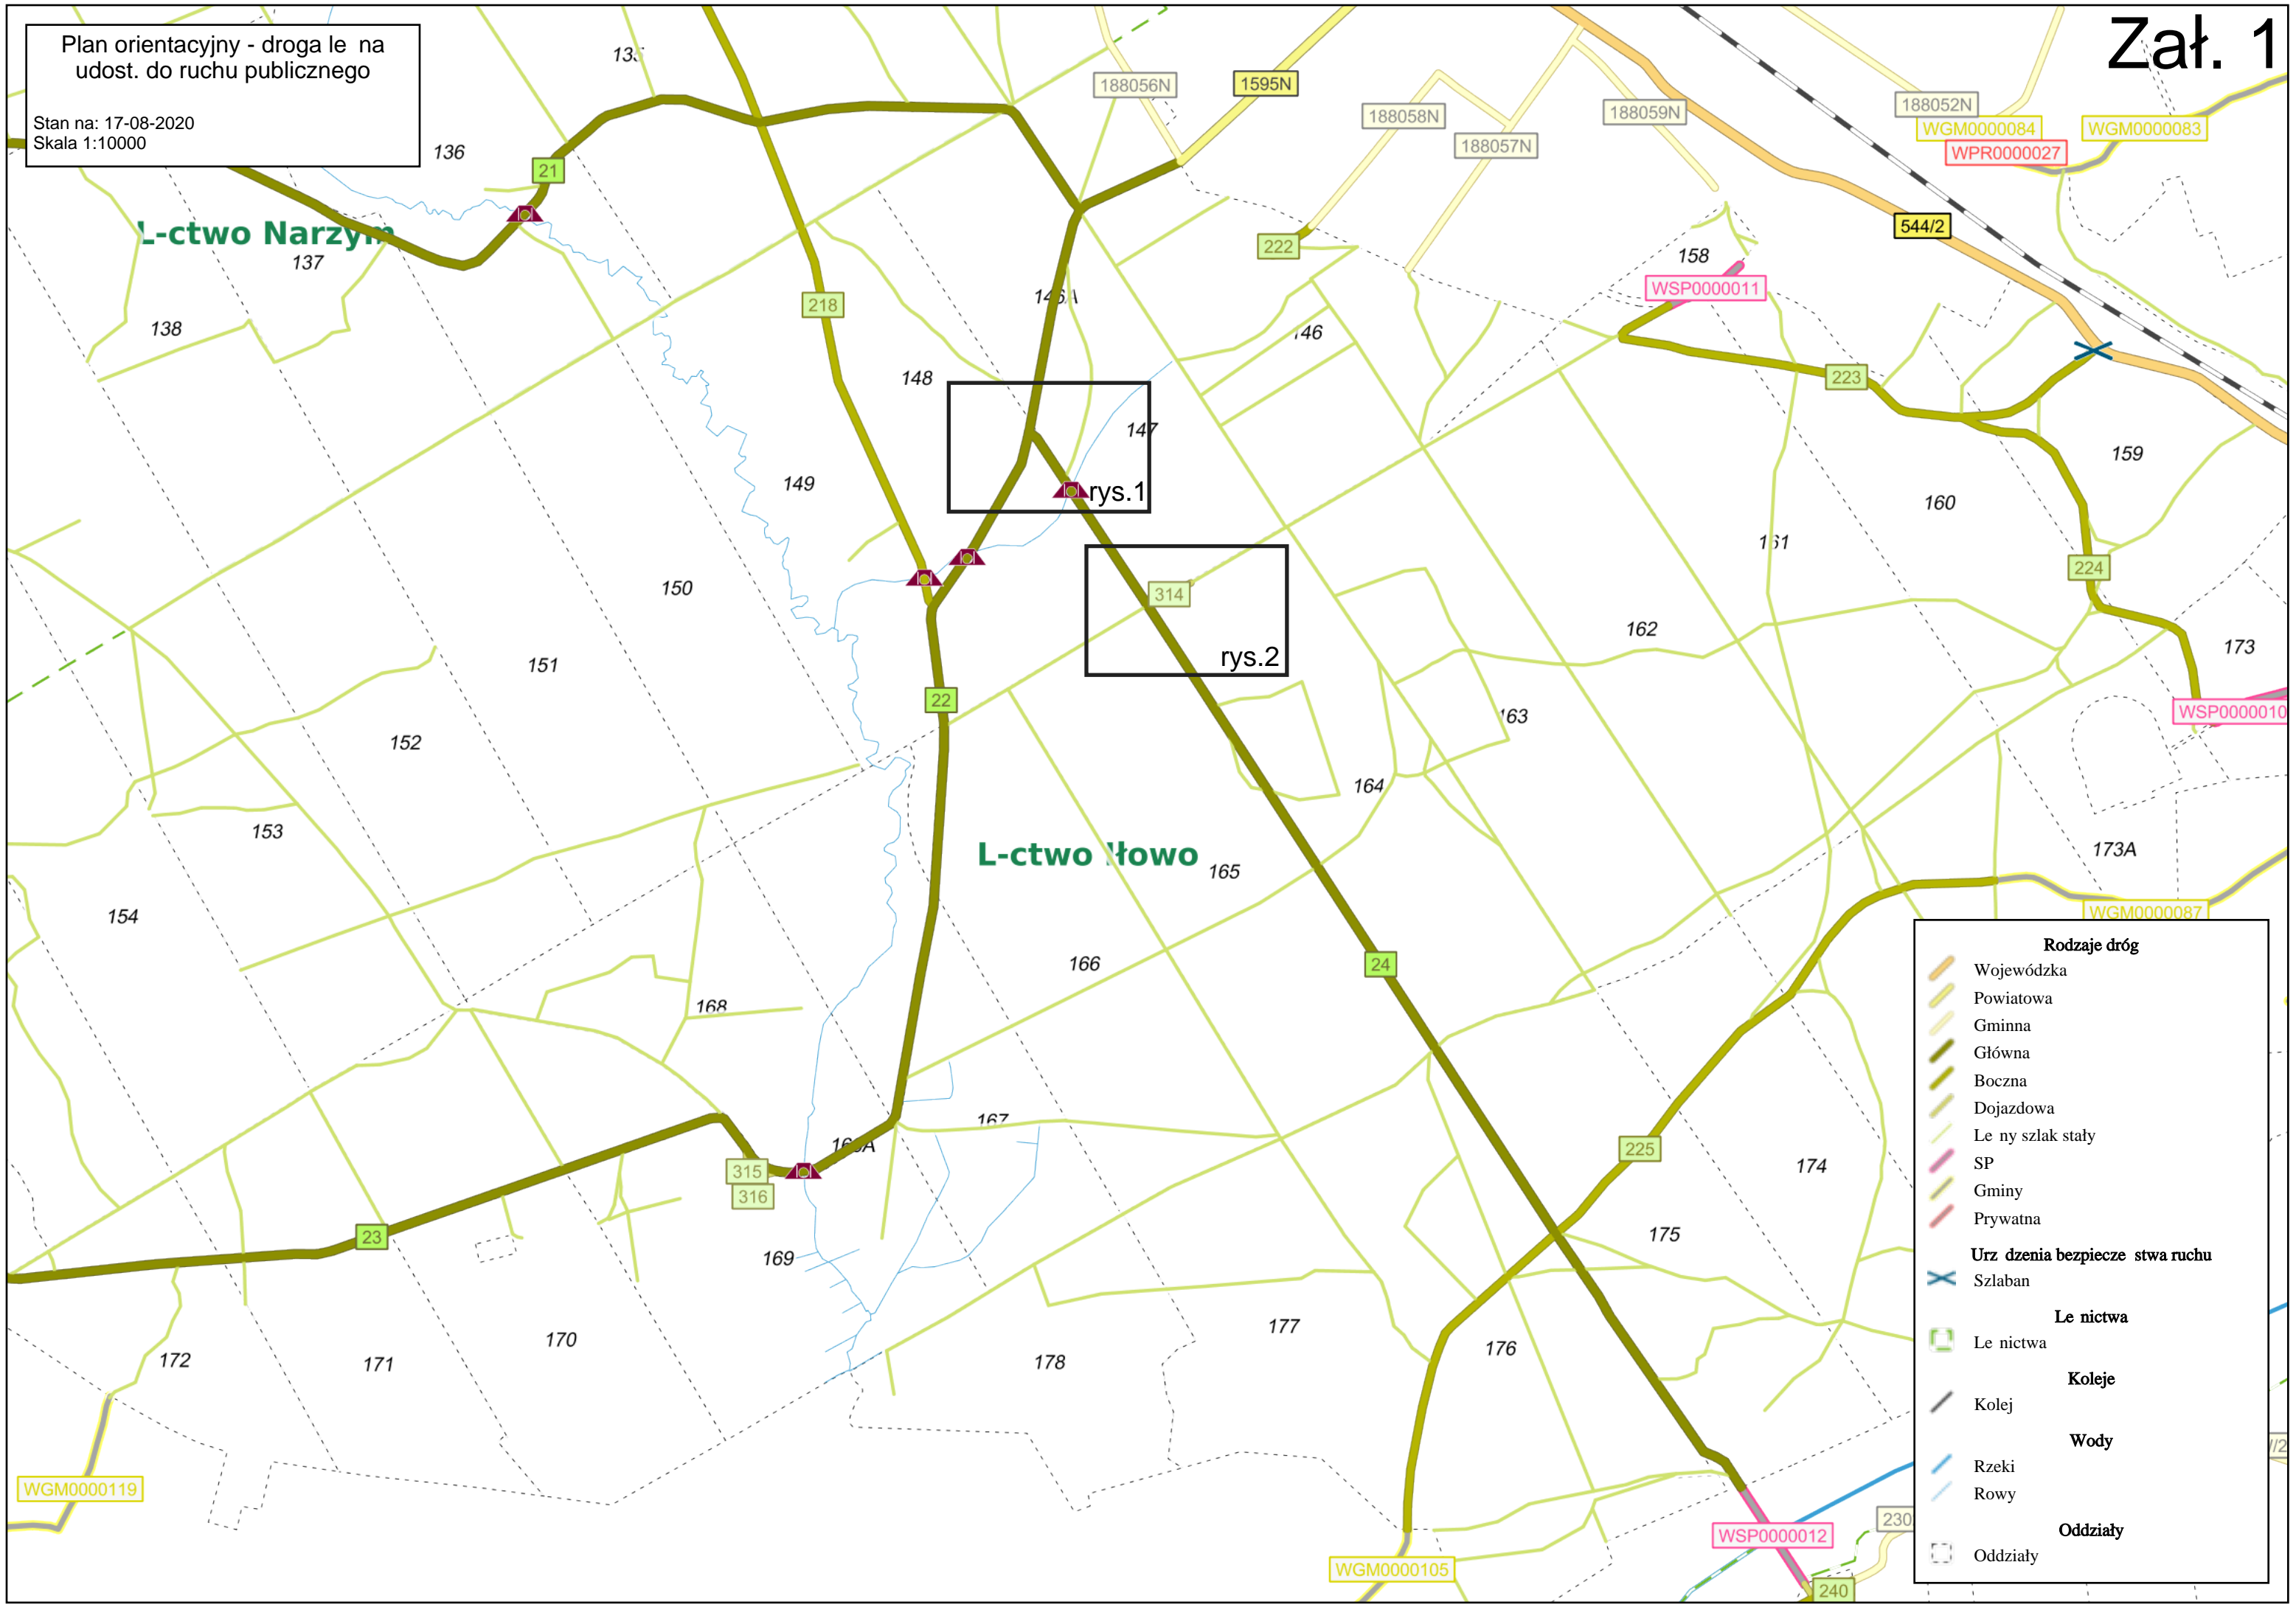 Plan orientacyjny - droga le na
udost. do ruchu publicznego
Stan na: 17-08-2020
Skala 1:10000
Zał. 1
135
188056N
1595N
188058N
188057N
188059N
188052N
WGM0000084
WGM0000083
WPR0000027
136
21
L-ctwo Narzym
137
222
544/2
158
WSP0000011
138
218
146A
146
148
223
147
149
rys.1
159
160
161
150
314
224
rys.2
151
162
173
22
WSP0000010
152
163
164
153
L-ctwo Iłowo
165
173A
154
WGM0000087
166
24
168
167
315
316
225
174
23
169
175
170
177
176
172
171
178
WGM0000119
WSP0000012
230
WGM0000105
240
Rodzaje dróg
Wojewódzka
Powiatowa
Gminna
Główna
Boczna
Dojazdowa
Le ny szlak stały
SP
Gminy
Prywatna
Urz dzenia bezpiecze stwa ruchu
Szlaban
Le nictwa
Le nictwa
Koleje
Kolej
Wody
Rzeki
Rowy
Oddziały
Oddziały